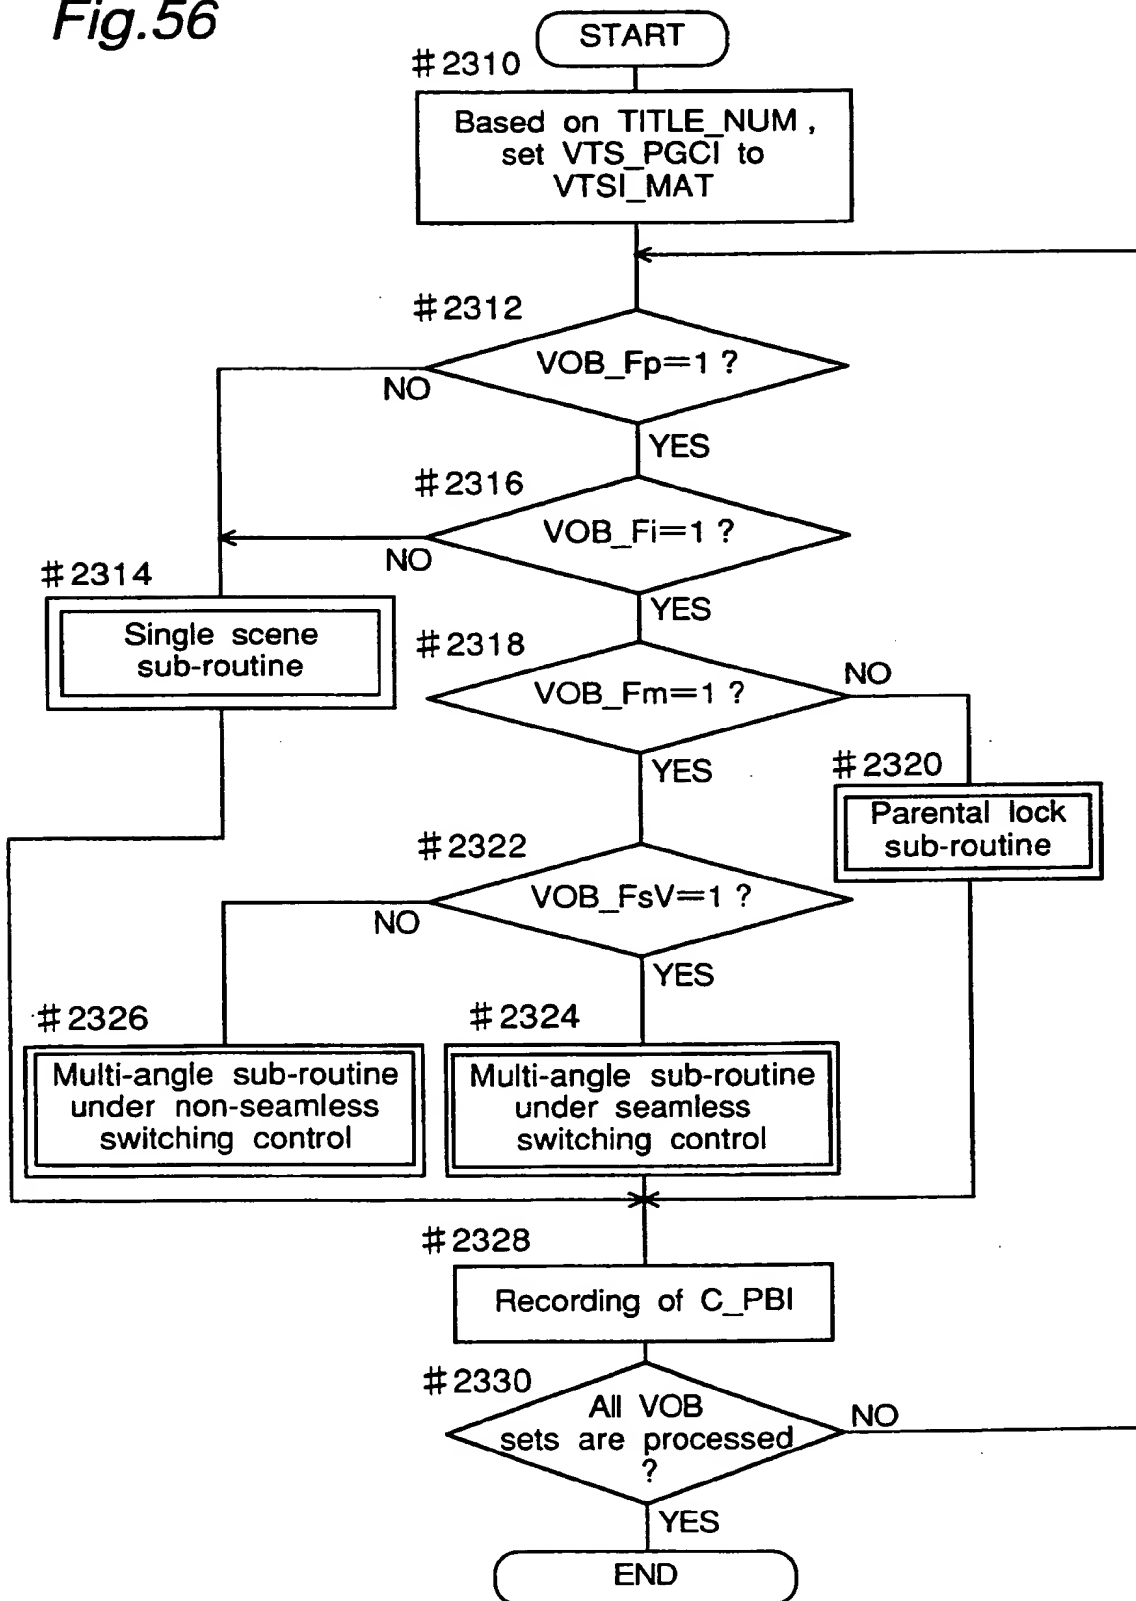 Fig.56
START
#2310
Based on TITLE_NUM,
set VTS_PGCI to
VTSI_MAT
#2312
VOB_Fp=1 ?
NO
YES
#2316
VOB_Fi=1 ?
NO
YES
#2314
Single scene
sub-routine
#2318
VOB_Fm=1 ?
NO
YES
#2320
Parental lock
sub-routine
#2322
VOB_FsV=1 ?
NO
YES
#2326
Multi-angle sub-routine
under non-seamless
switching control
#2324
Multi-angle sub-routine
under seamless
switching control
#2328
Recording of C_PBI
#2330
All VOB
sets are processed
?
NO
YES
END